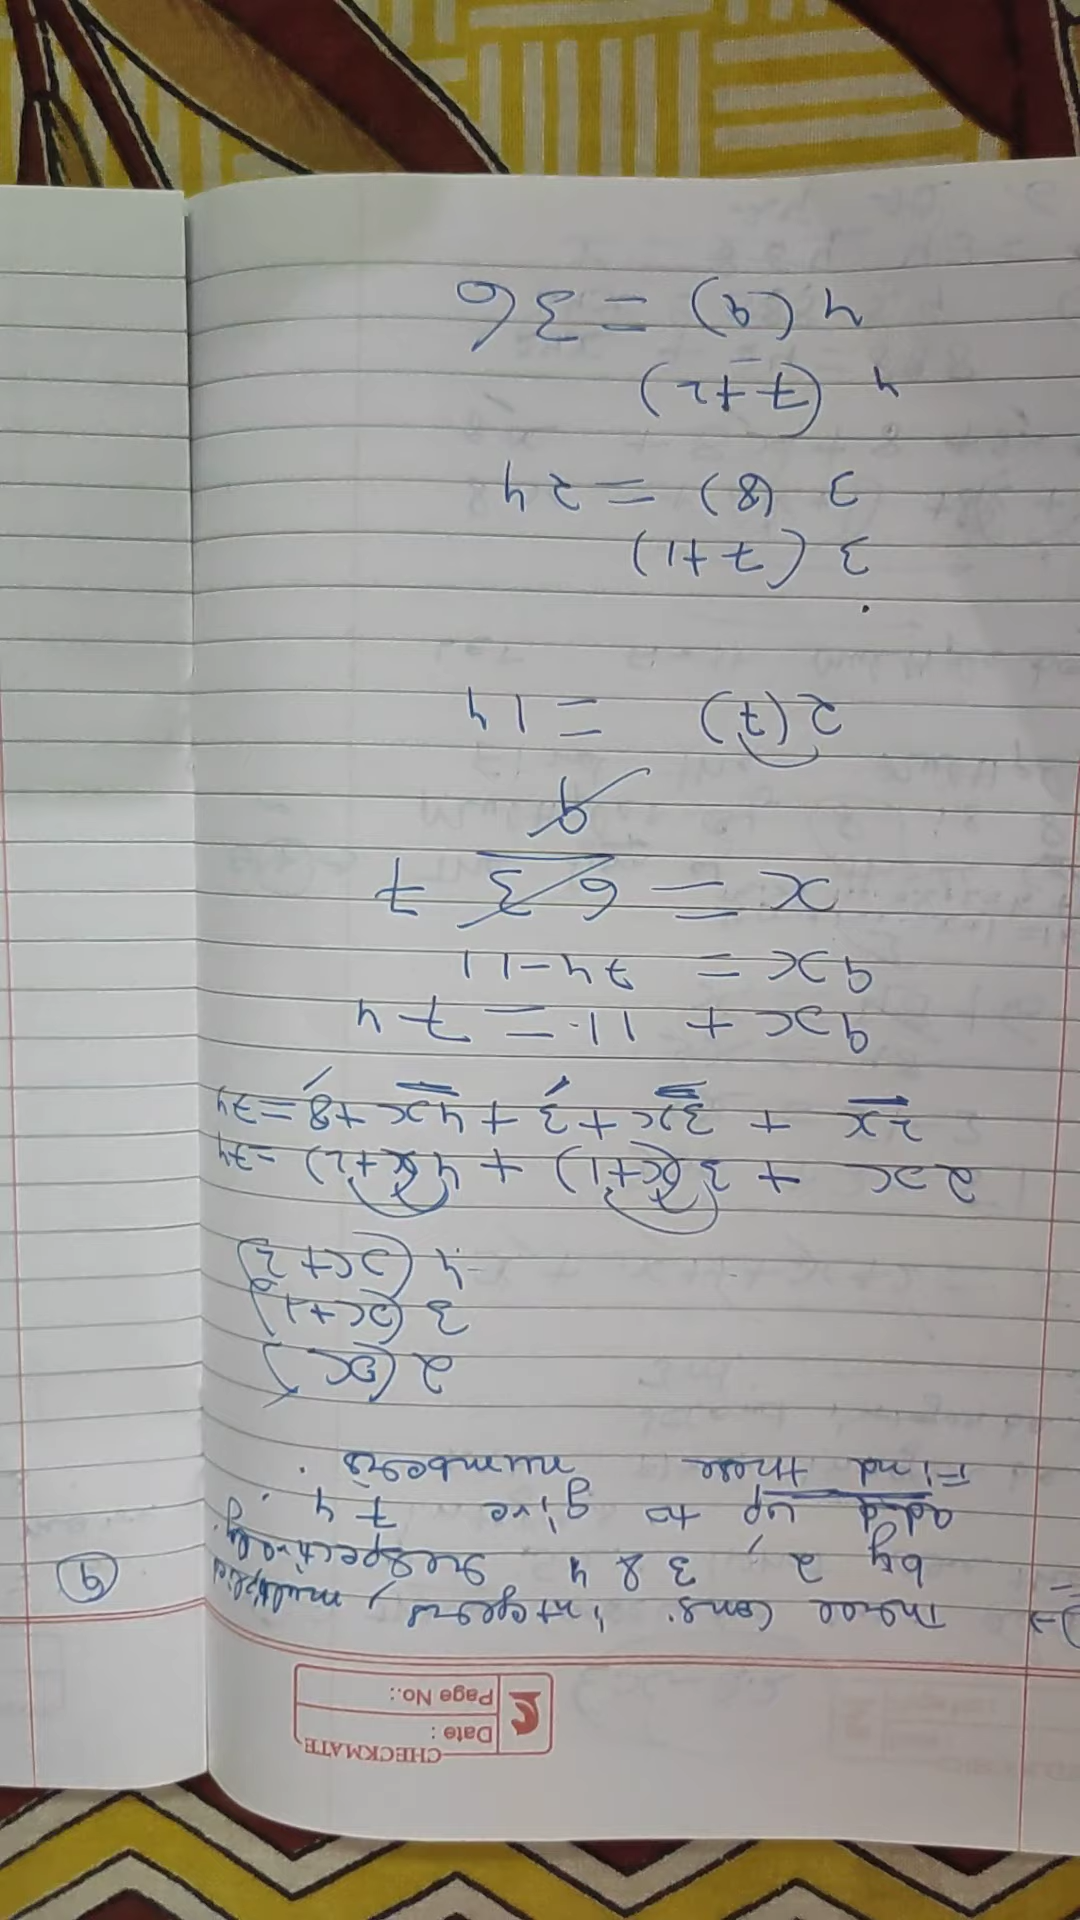 CHECKMATE
Date :
Page No.:
Three Cons. integers, multiplied
by 2, 3 & 4 respectively.
add up to give 74.
Find these numbers.
9
2(x)
3(x+1)
4(x+2)
2x + 3(x+1) + 4(x+2) =74
2x + 3x+3 +4x+8=74
9x + 11 = 74
9x = 74-11
x = 63 7
9
2(7) = 14
3 (7+1)
3 (8) = 24
4 (7+2)
4 (9) = 36